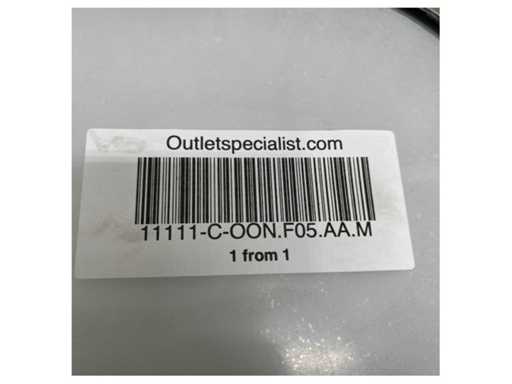 Outletspecialist.com
11111-C-OON.F05.AA.M
1 from 1